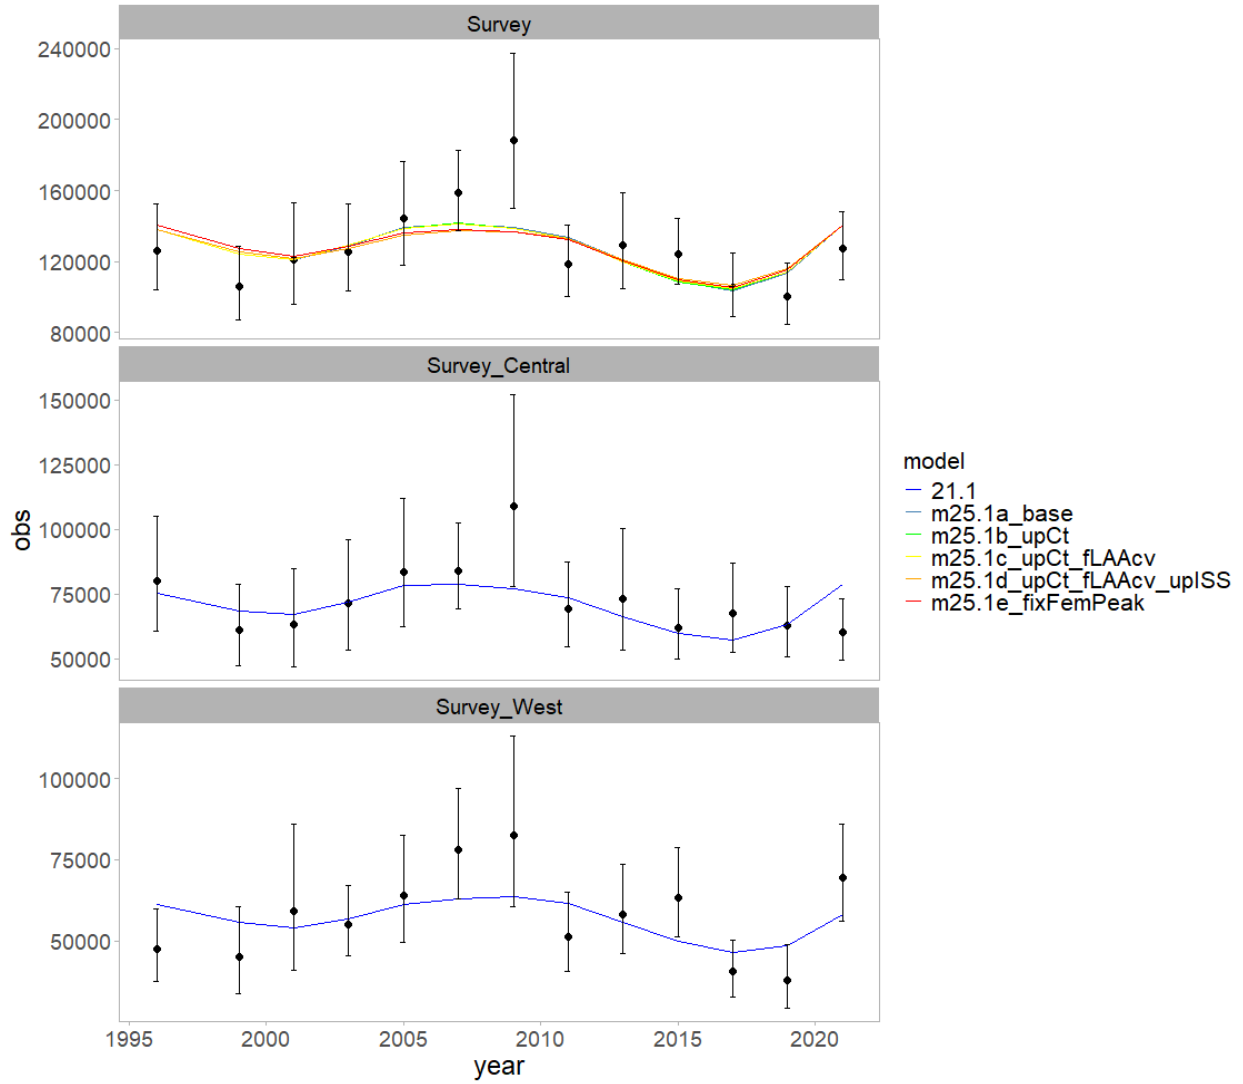 Survey
240000
200000
160000
120000
80000
Survey_Central
150000
125000
100000
75000
50000
Survey_West
100000
75000
50000
1995 2000 2005 2010 2015 2020
year
obs
model
21.1
m25.1a_base
m25.1b_upCt
m25.1c_upCt_fLAAcv
m25.1d_upCt_fLAAcv_upISS
m25.1e_fixFemPeak